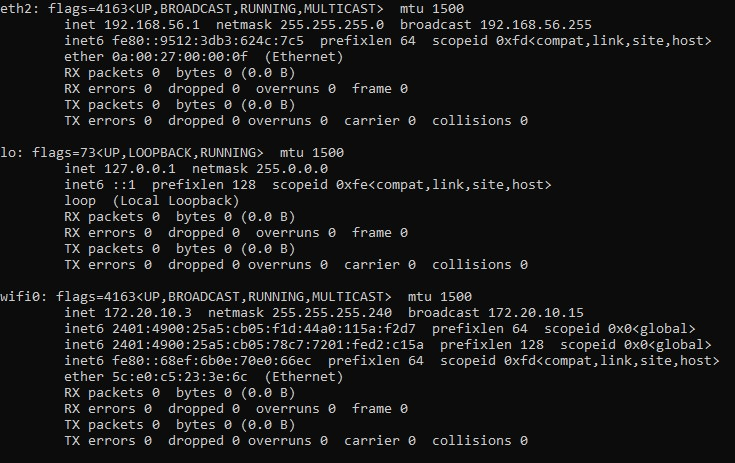 eth2: flags=4163<UP,BROADCAST,RUNNING,MULTICAST>  mtu 1500
        inet 192.168.56.1  netmask 255.255.255.0  broadcast 192.168.56.255
        inet6 fe80::9512:3db3:624c:7c5  prefixlen 64  scopeid 0xfd<compat,link,site,host>
        ether 0a:00:27:00:00:0f  (Ethernet)
        RX packets 0  bytes 0 (0.0 B)
        RX errors 0  dropped 0  overruns 0  frame 0
        TX packets 0  bytes 0 (0.0 B)
        TX errors 0  dropped 0 overruns 0  carrier 0  collisions 0

lo: flags=73<UP,LOOPBACK,RUNNING>  mtu 1500
        inet 127.0.0.1  netmask 255.0.0.0
        inet6 ::1  prefixlen 128  scopeid 0xfe<compat,link,site,host>
        loop  (Local Loopback)
        RX packets 0  bytes 0 (0.0 B)
        RX errors 0  dropped 0  overruns 0  frame 0
        TX packets 0  bytes 0 (0.0 B)
        TX errors 0  dropped 0 overruns 0  carrier 0  collisions 0

wifi0: flags=4163<UP,BROADCAST,RUNNING,MULTICAST>  mtu 1500
        inet 172.20.10.3  netmask 255.255.255.240  broadcast 172.20.10.15
        inet6 2401:4900:25a5:cb05:f1d:44a0:115a:f2d7  prefixlen 64  scopeid 0x0<global>
        inet6 2401:4900:25a5:cb05:78c7:7201:fed2:c15a  prefixlen 128  scopeid 0x0<global>
        inet6 fe80::68ef:6b0e:70e0:66ec  prefixlen 64  scopeid 0xfd<compat,link,site,host>
        ether 5c:e0:c5:23:3e:6c  (Ethernet)
        RX packets 0  bytes 0 (0.0 B)
        RX errors 0  dropped 0  overruns 0  frame 0
        TX packets 0  bytes 0 (0.0 B)
        TX errors 0  dropped 0 overruns 0  carrier 0  collisions 0